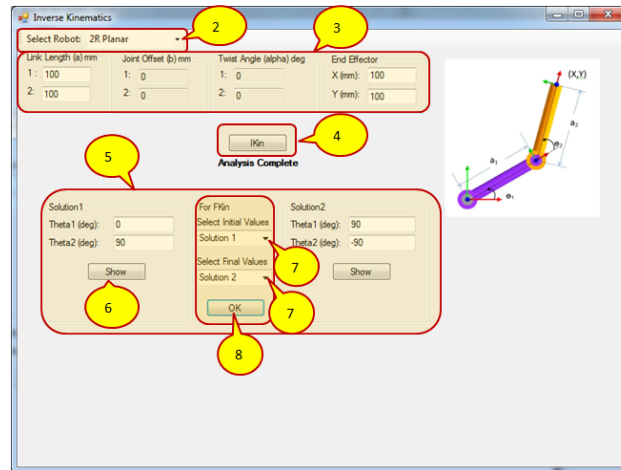 Inverse Kinematics
Select Robot: 2R Planar
2
3
Link Length (a) mm
1 : 100
2: 100
Joint Offset (b) mm
1: 0
2: 0
Twist Angle (alpha) deg
1: 0
2: 0
End Effector
X (mm): 100
Y (mm): 100
IKin
4
Analysis Complete
(X,Y)
a₂
a₁
θ₂
θ₁
5
Solution1
Theta1 (deg): 0
Theta2 (deg): 90
Show
6
For FKin
Select Initial Values
Solution 1
7
Select Final Values
Solution 2
7
OK
8
Solution2
Theta1 (deg): 90
Theta2 (deg): -90
Show